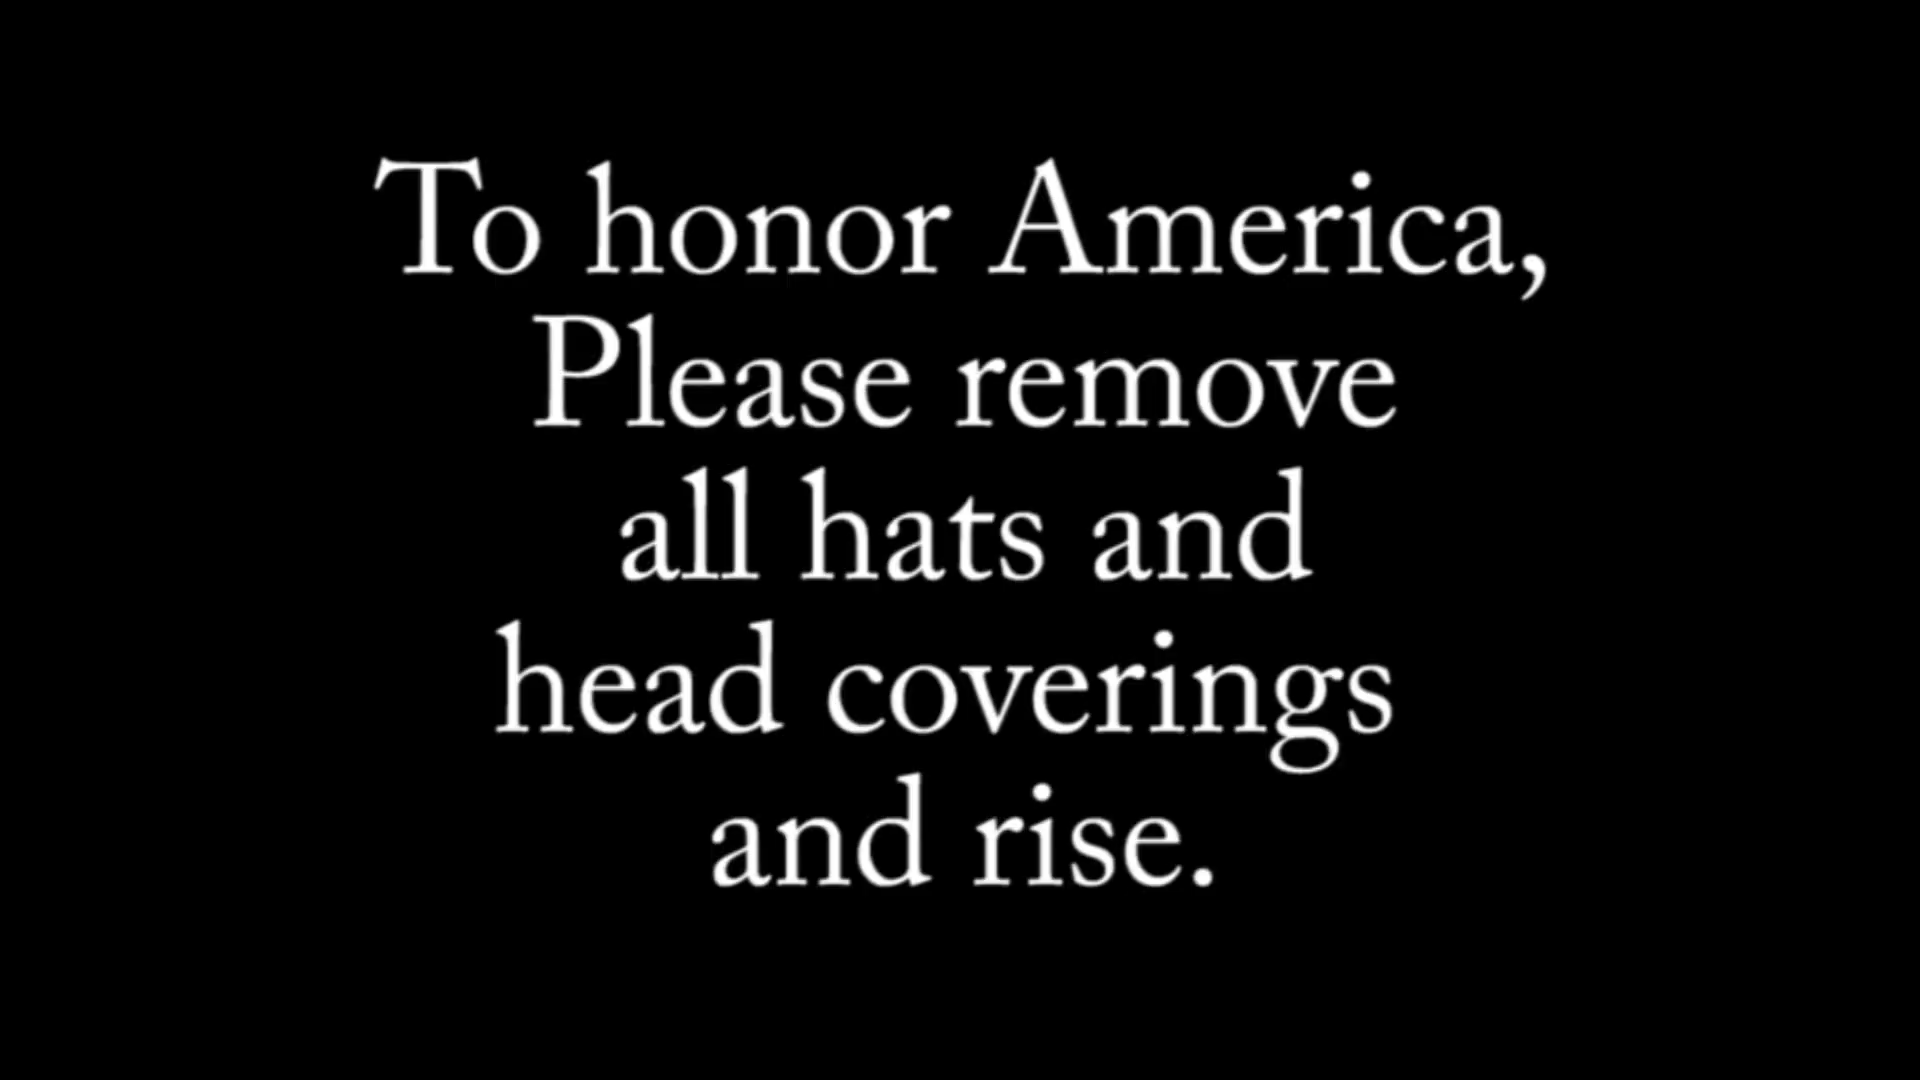 To honor America,
Please remove
all hats and
head coverings
and rise.